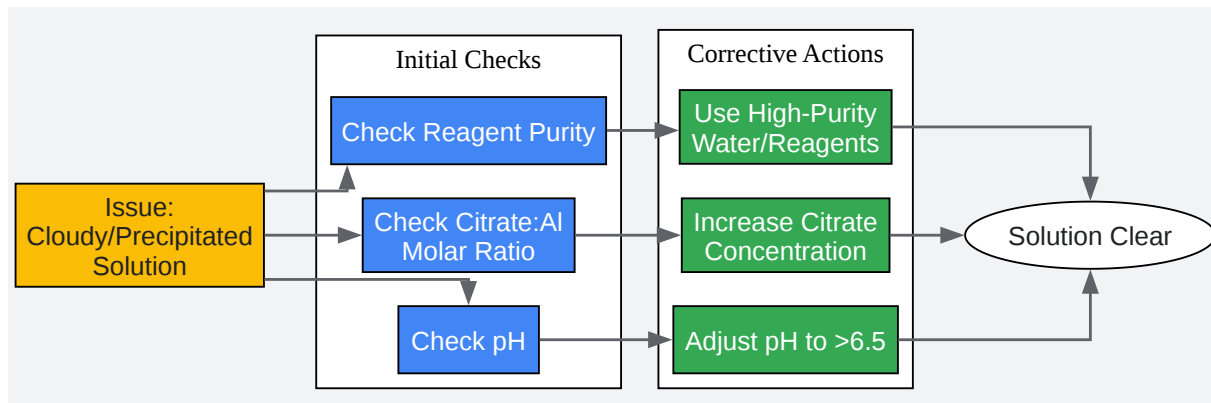 Initial Checks
Corrective Actions
Check Reagent Purity
Use High-Purity
Water/Reagents
Issue:
Cloudy/Precipitated
Solution
Check Citrate:Al
Molar Ratio
Increase Citrate
Concentration
Solution Clear
Check pH
Adjust pH to >6.5